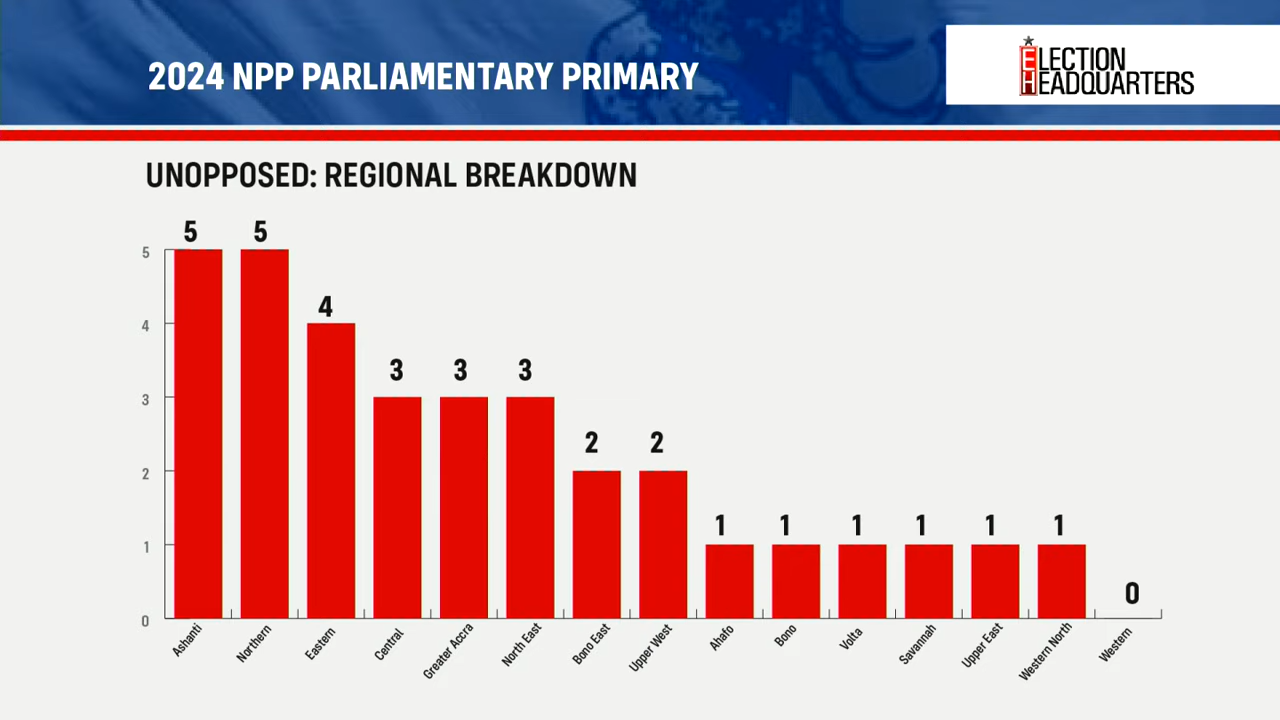 2024 NPP PARLIAMENTARY PRIMARY
ELECTION
HEADQUARTERS
UNOPPOSED: REGIONAL BREAKDOWN
5 5 4 3 3 3 2 2 1 1 1 1 1 1 0
5
4
3
2
1
0
Ashanti
Northern
Eastern
Central
Greater Accra
North East
Bono East
Upper West
Ahafo
Bono
Volta
Savannah
Upper East
Western North
Western